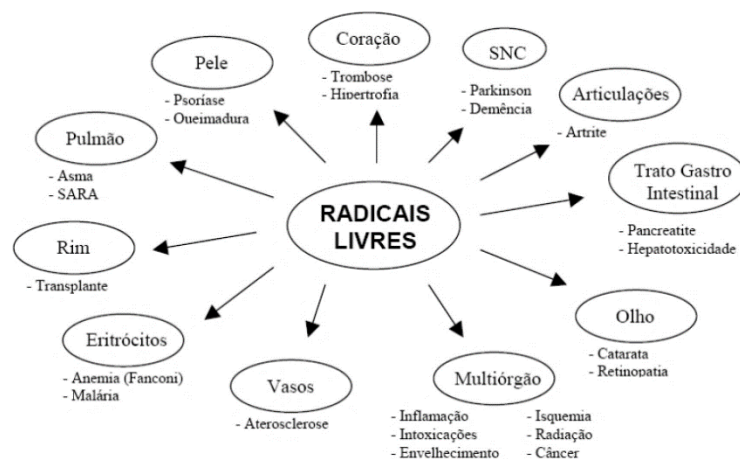 Coração
- Trombose
- Hipertrofia
SNC
- Parkinson
- Demência
Pele
- Psoríase
- Queimadura
Articulações
- Artrite
Pulmão
- Asma
- SARA
Trato Gastro
Intestinal
- Pancreatite
- Hepatotoxicidade
RADICAIS
LIVRES
Rim
- Transplante
Olho
- Catarata
- Retinopatia
Eritrócitos
- Anemia (Fanconi)
- Malária
Vasos
- Aterosclerose
Multiórgão
- Inflamação
- Intoxicações
- Envelhecimento
- Isquemia
- Radiação
- Câncer